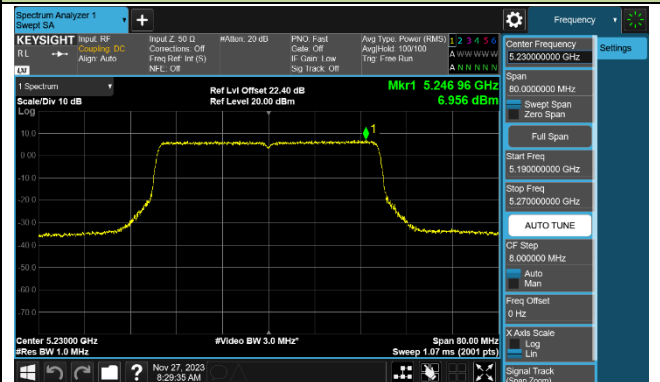 Spectrum Analyzer 1
Swept SA
Frequency
KEYSIGHT
RL
LXI
Input: RF
Coupling: DC
Align: Auto
Input Z: 50 Ω
Corrections: Off
Freq Ref: Int (S)
NFE: Off
#Atten: 20 dB
PNO: Fast
Gate: Off
IF Gain: Low
Sig Track: Off
Avg Type: Power (RMS)
Avg|Hold: 100/100
Trig: Free Run
1 2 3 4 5 6
A W W W W W
A N N N N N
Center Frequency
5.230000000 GHz
Settings
Span
80.0000000 MHz
Swept Span
Zero Span
Full Span
Start Freq
5.190000000 GHz
Stop Freq
5.270000000 GHz
AUTO TUNE
CF Step
8.000000 MHz
Auto
Man
Freq Offset
0 Hz
X Axis Scale
Log
Lin
Signal Track
(Span Zoom)
1 Spectrum
Scale/Div 10 dB
Log
Ref Lvl Offset 22.40 dB
Ref Level 20.00 dBm
Mkr1 5.246 96 GHz
6.956 dBm
1
10.0
0.00
-10.0
-20.0
-30.0
-40.0
-50.0
-60.0
-70.0
Center 5.23000 GHz
#Res BW 1.0 MHz
#Video BW 3.0 MHz*
Span 80.00 MHz
Sweep 1.07 ms (2001 pts)
Nov 27, 2023
8:29:35 AM